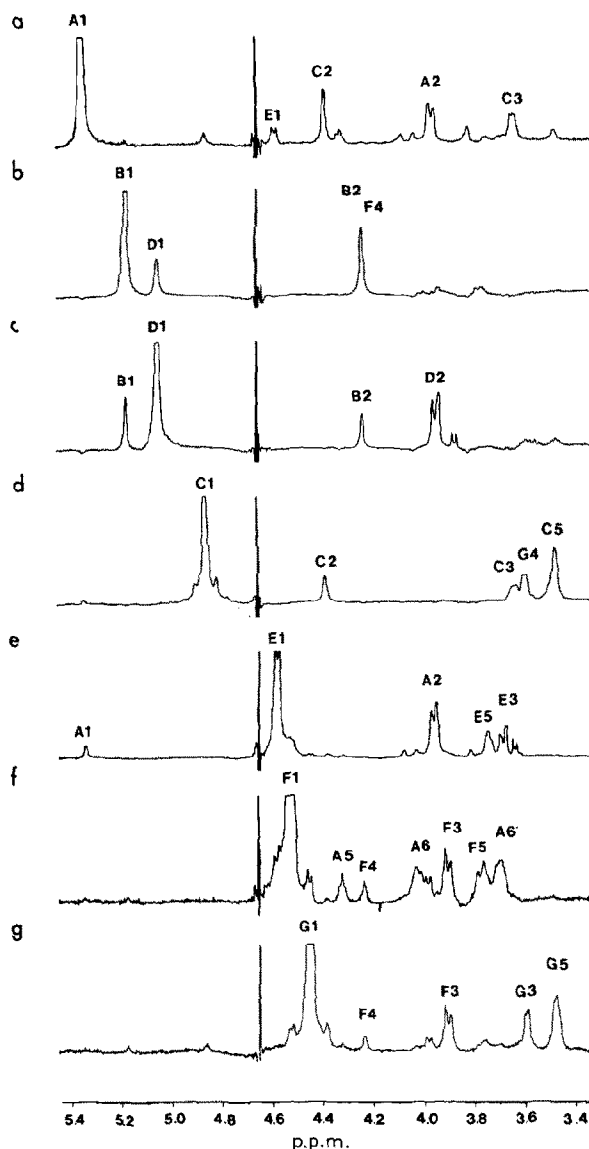 a
A1
E1
C2
A2
C3
b
B1
D1
B2
F4
c
B1
D1
B2
D2
d
C1
C2
C3
G4
C5
e
A1
E1
A2
E5
E3
f
F1
A5
F4
A6
F3
F5
A6'
g
G1
F4
F3
G3
G5
5.4 5.2 5.0 4.8 4.6 4.4 4.2 4.0 3.8 3.6 3.4
p.p.m.